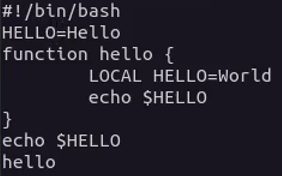 #!/bin/bash
HELLO=Hello
function hello {
        LOCAL HELLO=World
        echo $HELLO
}
echo $HELLO
hello